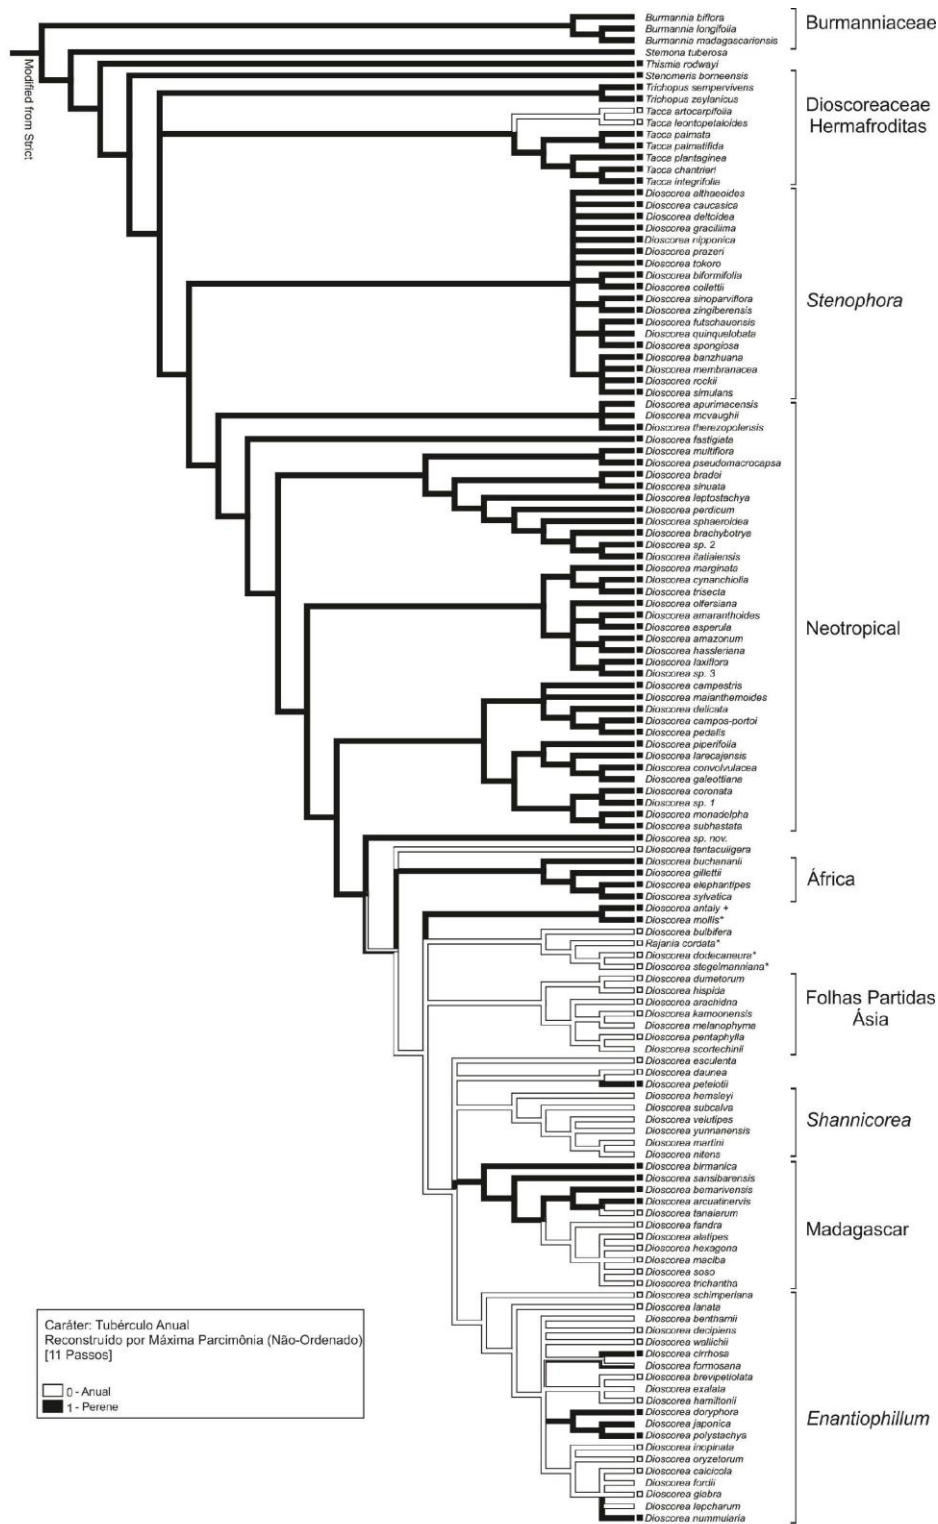 Burmannia biflora
Burmannia longifolia
Burmannia madagascariensis
Burmanniaceae
Stemona tuberosa
Modified from Strict
Thismia rodwayi
Stenomeris borneensis
Trichopus sempervivens
Trichopus zeylanicus
Tacca artocarpifolia
Tacca leontopetaloides
Tacca palmata
Tacca palmatifida
Tacca plantaginea
Tacca chantrieri
Tacca integrifolia
Dioscoreaceae
Hermafroditas
Dioscorea althaeoides
Dioscorea caucasica
Dioscorea deltoidea
Dioscorea gracillima
Dioscorea nipponica
Dioscorea prazeri
Dioscorea tokoro
Dioscorea biformifolia
Dioscorea collettii
Dioscorea sinoparviflora
Dioscorea zingiberensis
Dioscorea futschauensis
Dioscorea quinquelobata
Dioscorea spongiosa
Dioscorea banzhuana
Dioscorea membranacea
Dioscorea rockii
Dioscorea simulans
Stenophora
Dioscorea apurimacensis
Dioscorea mcvaughii
Dioscorea therezopolensis
Dioscorea fastigiata
Dioscorea multiflora
Dioscorea pseudomacrocapsa
Dioscorea bradei
Dioscorea sinuata
Dioscorea leptostachya
Dioscorea perdicum
Dioscorea sphaeroidea
Dioscorea brachybotrya
Dioscorea sp. 2
Dioscorea itatiaiensis
Dioscorea marginata
Dioscorea cynanchiolia
Dioscorea trisecta
Dioscorea olfersiana
Dioscorea amaranthoides
Dioscorea asperula
Dioscorea amazonum
Dioscorea hassleriana
Dioscorea laxiflora
Dioscorea sp. 3
Dioscorea campestris
Dioscorea maianthemoides
Dioscorea delicata
Dioscorea campos-portoi
Dioscorea pedalis
Dioscorea piperifolia
Dioscorea larecajensis
Dioscorea convolvulacea
Dioscorea galeottiana
Dioscorea coronata
Dioscorea sp. 1
Dioscorea monadelpha
Dioscorea subhastata
Neotropical
Dioscorea sp. nov.
Dioscorea tentaculigera
Dioscorea buchananii
Dioscorea gillettii
Dioscorea elephantipes
Dioscorea sylvatica
África
Dioscorea antaly +
Dioscorea mollis*
Dioscorea bulbifera
Rajania cordata*
Dioscorea dodecaneura*
Dioscorea stegelmanniana*
Dioscorea dumetorum
Dioscorea hispida
Dioscorea arachidna
Dioscorea kamoonensis
Dioscorea melanophyma
Dioscorea pentaphylla
Dioscorea scortechinii
Folhas Partidas
Ásia
Dioscorea esculenta
Dioscorea daunea
Dioscorea petelotii
Dioscorea hemsleyi
Dioscorea subcalva
Dioscorea velutipes
Dioscorea yunnanensis
Dioscorea martini
Dioscorea nitens
Shannicorea
Dioscorea birmanica
Dioscorea sansibarensis
Dioscorea bemarivensis
Dioscorea arcuatinervis
Dioscorea tanalarum
Dioscorea fandra
Dioscorea alatipes
Dioscorea hexagona
Dioscorea maciba
Dioscorea soso
Dioscorea trichantha
Madagascar
Dioscorea schimperiana
Dioscorea lanata
Dioscorea benthamii
Dioscorea decipiens
Dioscorea wallichii
Dioscorea cirrhosa
Dioscorea formosana
Dioscorea brevipetiolata
Dioscorea exalata
Dioscorea hamiltonii
Dioscorea doryphora
Dioscorea japonica
Dioscorea polystachya
Dioscorea inopinata
Dioscorea oryzetorum
Dioscorea calcicola
Dioscorea fordii
Dioscorea glabra
Dioscorea lepcharum
Dioscorea nummularia
Enantiophillum
Caráter: Tubérculo Anual
Reconstruído por Máxima Parcimônia (Não-Ordenado)
[11 Passos]
0 - Anual
1 - Perene